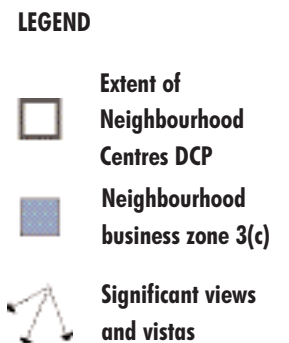 LEGEND
Extent of
Neighbourhood
Centres DCP
Neighbourhood
business zone 3(c)
Significant views
and vistas